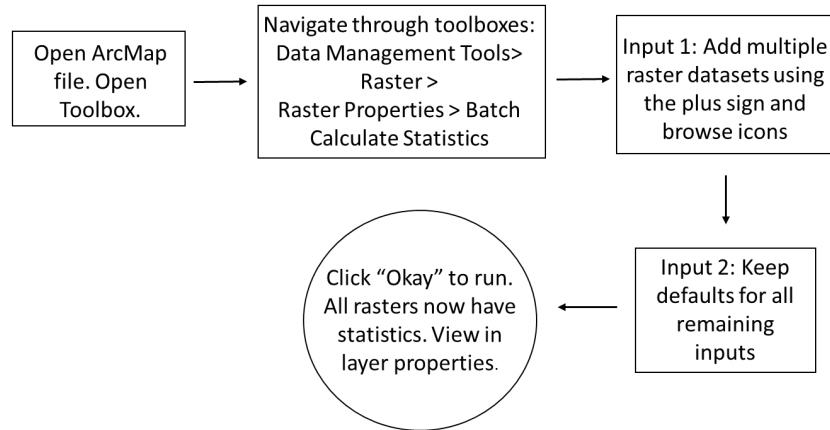 Open ArcMap
file. Open
Toolbox.
Navigate through toolboxes:
Data Management Tools>
Raster >
Raster Properties > Batch
Calculate Statistics
Input 1: Add multiple
raster datasets using
the plus sign and
browse icons
Input 2: Keep
defaults for all
remaining
inputs
Click “Okay” to run.
All rasters now have
statistics. View in
layer properties.